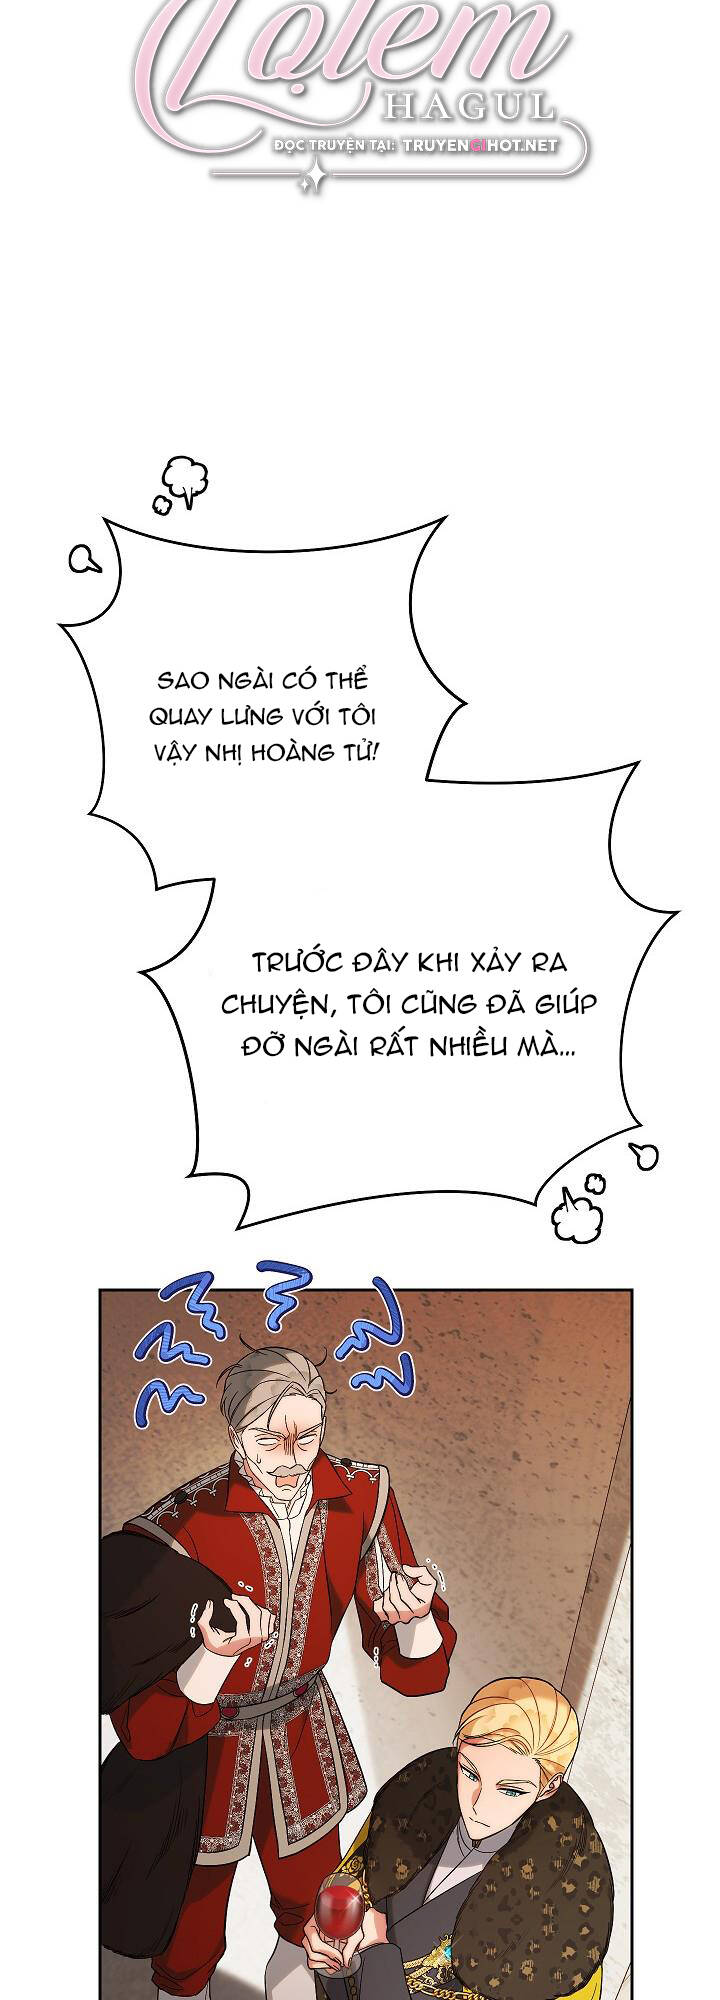 Lọlem
HAGUL
ĐỌC TRUYỆN TẠI: TRUYENGIHOT.NET
SAO NGÀI CÓ THỂ
QUAY LƯNG VỚI TÔI
VẬY NHỊ HOÀNG TỬ!
TRƯỚC ĐÂY KHI XẢY RA
CHUYỆN, TÔI CŨNG ĐÃ GIÚP
ĐỠ NGÀI RẤT NHIỀU MÀ...